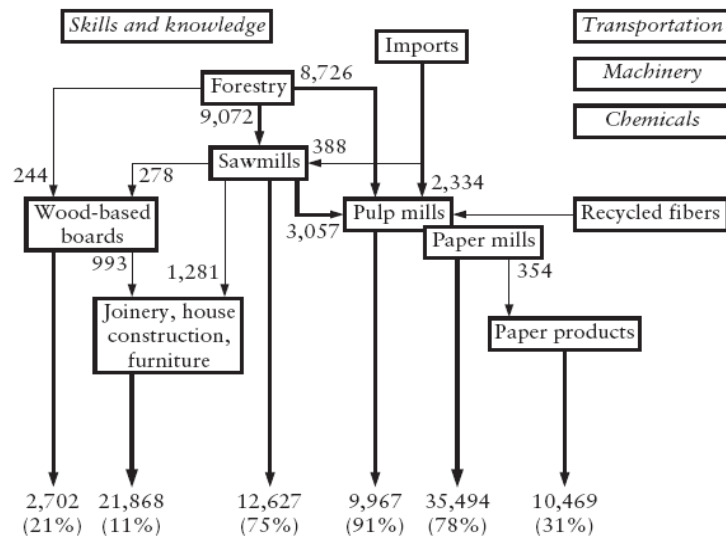 Skills and knowledge
Imports
Transportation
Machinery
Chemicals
Forestry
8,726
9,072
388
Sawmills
244
278
2,334
Wood-based
boards
3,057
Pulp mills
Recycled fibers
Paper mills
993
1,281
354
Joinery, house
construction,
furniture
Paper products
2,702
(21%)
21,868
(11%)
12,627
(75%)
9,967
(91%)
35,494
(78%)
10,469
(31%)